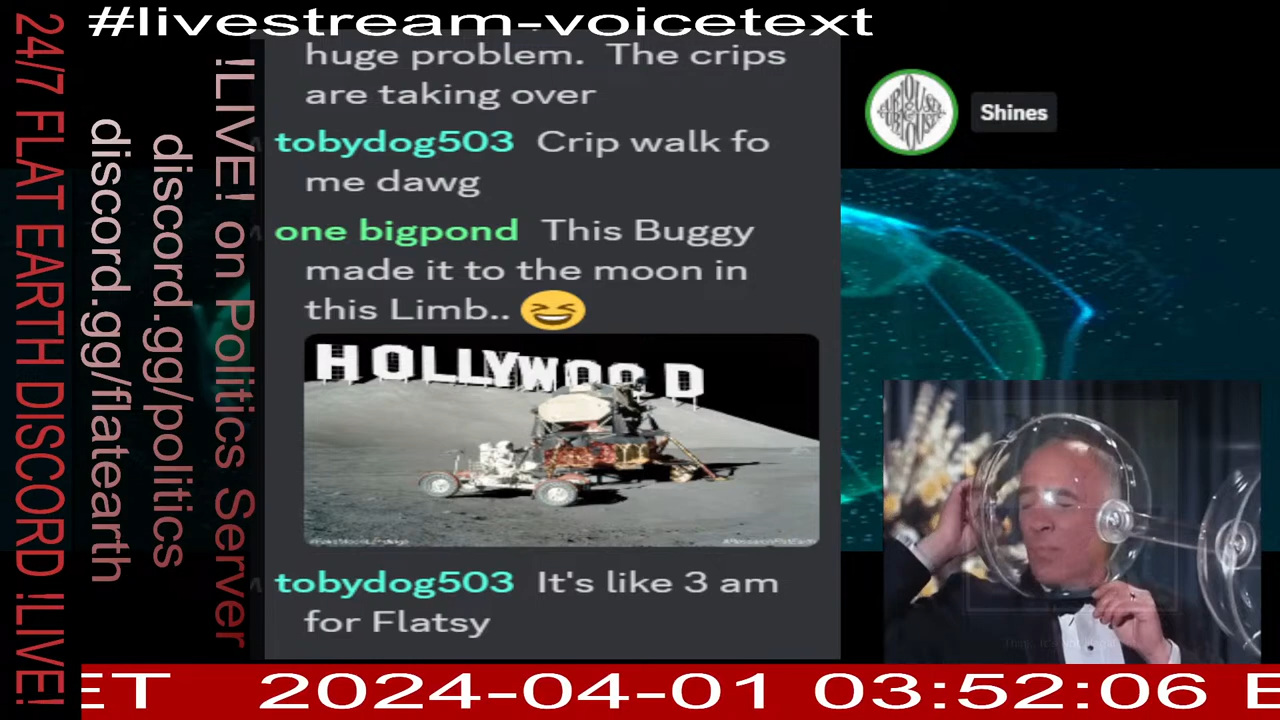 #livestream-voicetext
24/7 FLAT EARTH DISCORD !LIVE!
discord.gg/flatearth
discord.gg/politics
!LIVE! on Politics Server
huge problem. The crips
are taking over
tobydog503 Crip walk fo
me dawg
one bigpond This Buggy
made it to the moon in
this Limb.. 😆
HOLLYWOOD
tobydog503 It's like 3 am
for Flatsy
Shines
ET 2024-04-01 03:52:06 E